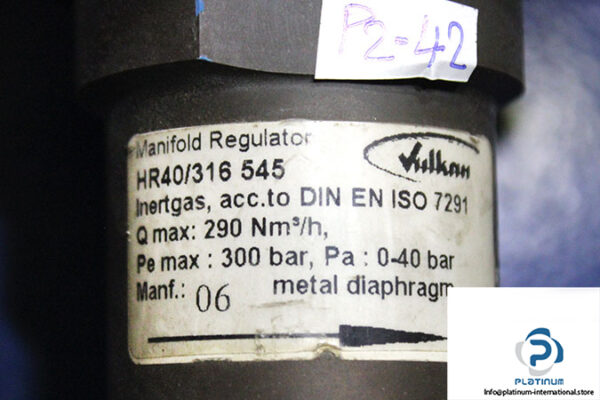 P2-42
Manifold Regulator
Vulkan
HR40/316 545
Inertgas, acc.to DIN EN ISO 7291
Q max: 290 Nm³/h,
Pe max : 300 bar, Pa : 0-40 bar
Manf.: 06 metal diaphragm
PLATINUM
Info@platinum-international.store